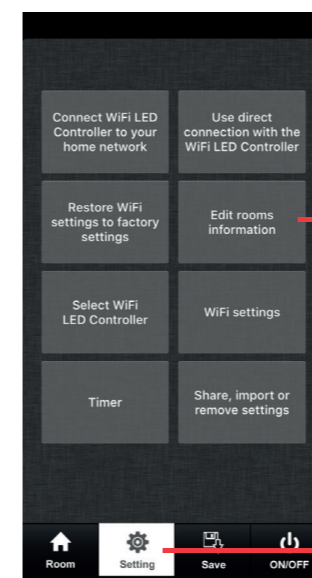 Connect WiFi LED
Controller to your
home network
Use direct
connection with the
WiFi LED Controller
Restore WiFi
settings to factory
settings
Edit rooms
information
Select WiFi
LED Controller
WiFi settings
Timer
Share, import or
remove settings
Room
Setting
Save
ON/OFF